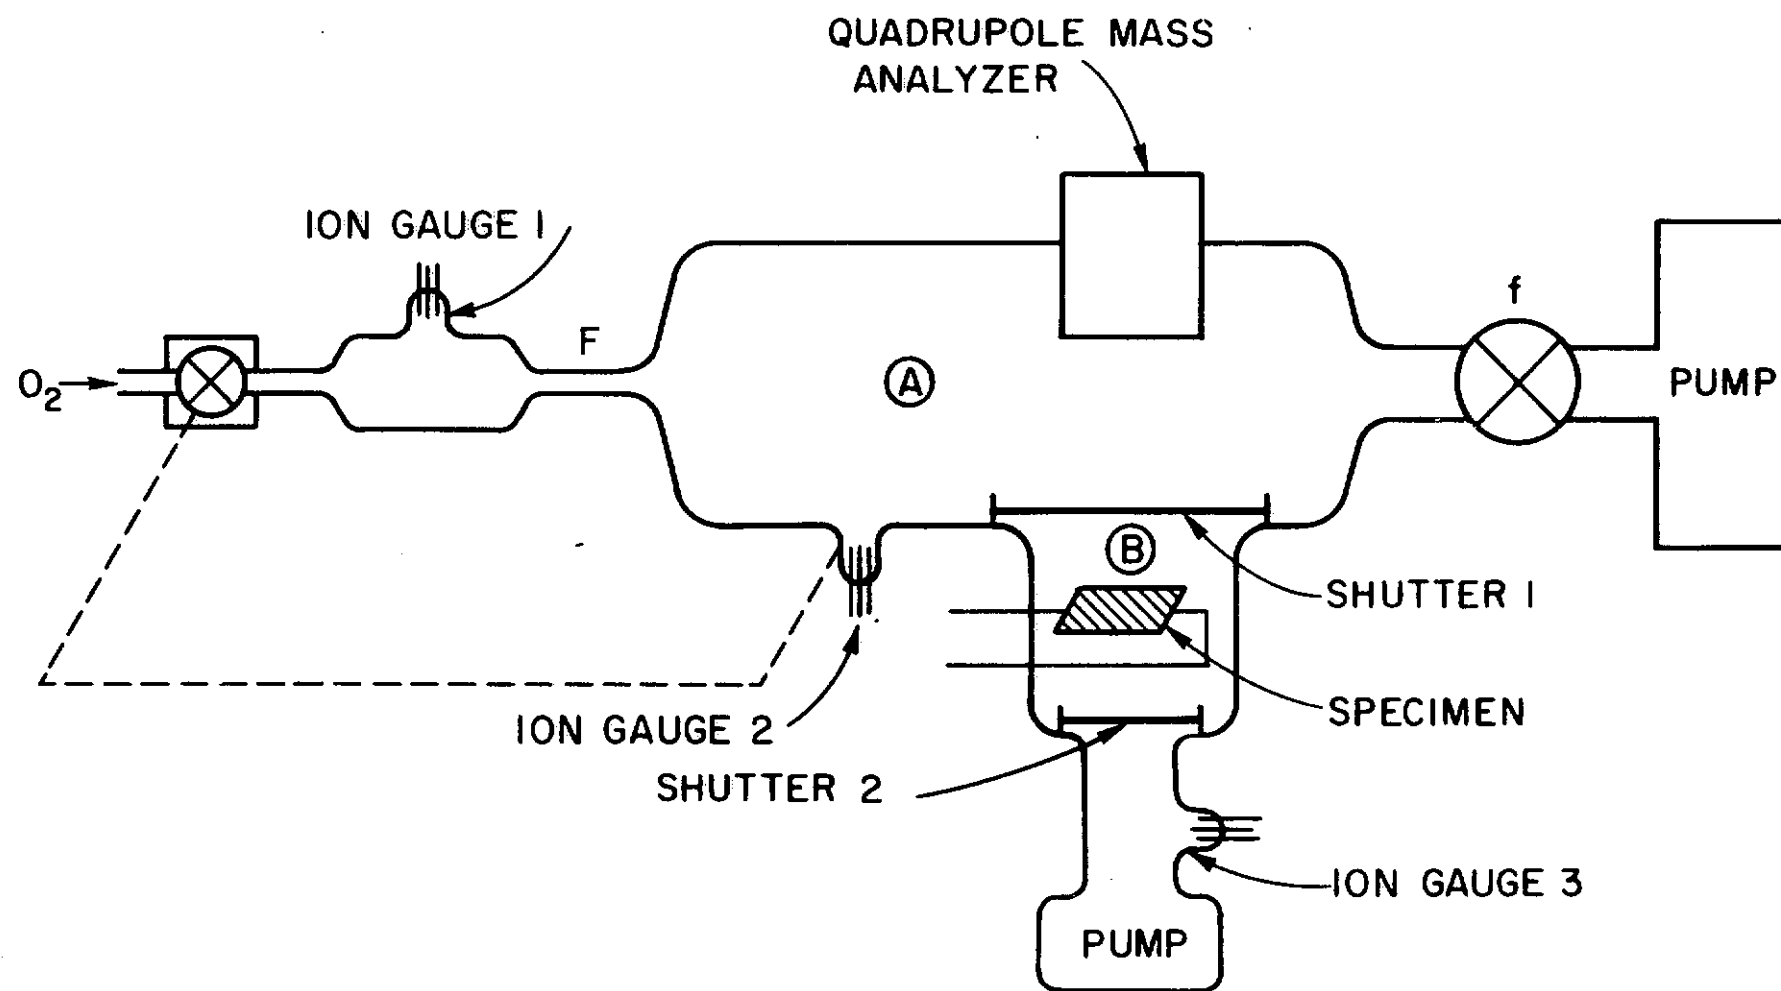 QUADRUPOLE MASS
ANALYZER
ION GAUGE 1
f
F
O₂
A
PUMP
B
SHUTTER 1
SPECIMEN
ION GAUGE 2
SHUTTER 2
ION GAUGE 3
PUMP